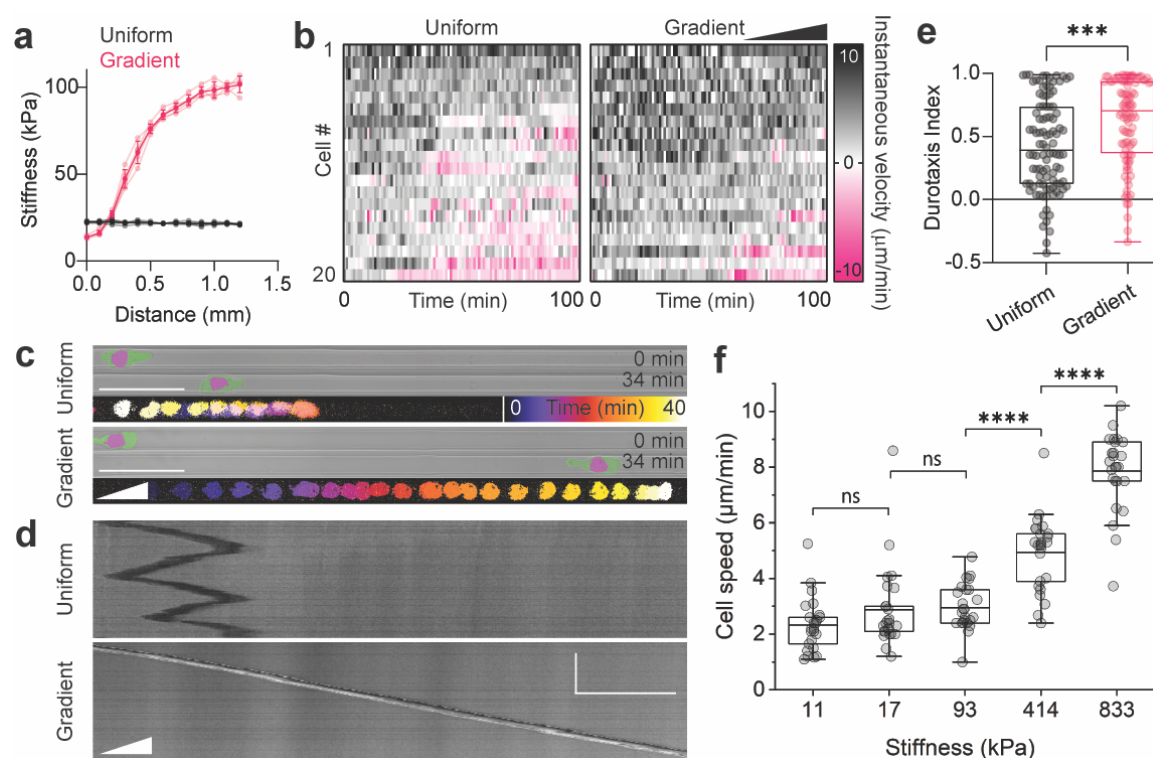 a
Uniform
Gradient
Stiffness (kPa)
100
50
0
0.0 0.5 1.0 1.5
Distance (mm)
b
Uniform
Gradient
Cell #
1
20
0 Time (min) 100
0 Time (min) 100
Instantaneous velocity (μm/min)
10
0
-10
e
***
Durotaxis Index
1.0
0.5
0.0
-0.5
Uniform
Gradient
c
Uniform
0 min
34 min
0 Time (min) 40
Gradient
0 min
34 min
d
Uniform
Gradient
f
****
****
ns
ns
Cell speed (μm/min)
10
8
6
4
2
0
11 17 93 414 833
Stiffness (kPa)